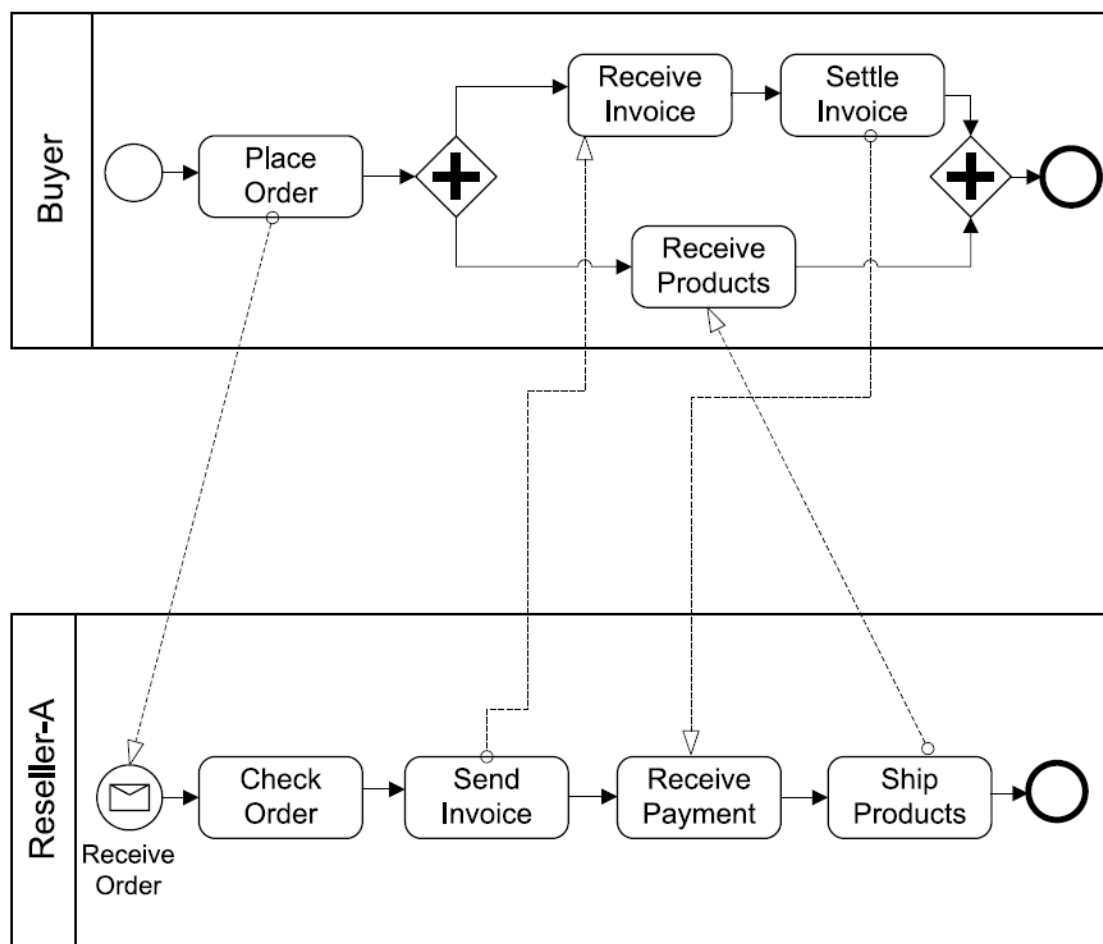 Buyer
Place
Order
Receive
Invoice
Settle
Invoice
Receive
Products
Reseller-A
Receive
Order
Check
Order
Send
Invoice
Receive
Payment
Ship
Products